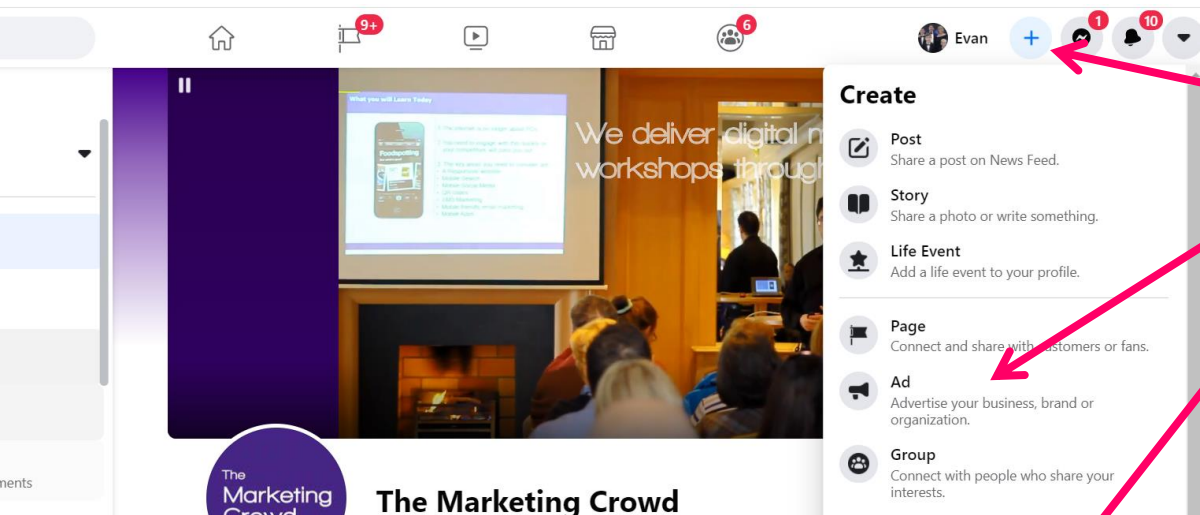 9+
6
Evan
1
10
What you will Learn Today
We deliver digital
workshops through
Create
Post
Share a post on News Feed.
Story
Share a photo or write something.
Life Event
Add a life event to your profile.
Page
Connect and share with customers or fans.
Ad
Advertise your business, brand or
organization.
Group
Connect with people who share your
interests.
ments
The
Marketing
Crowd
The Marketing Crowd